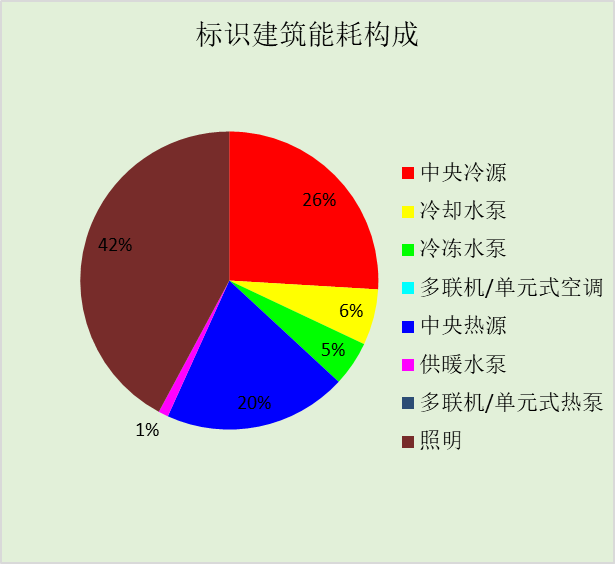 标识建筑能耗构成
26%
6%
5%
20%
1%
42%
中央冷源
冷却水泵
冷冻水泵
多联机/单元式空调
中央热源
供暖水泵
多联机/单元式热泵
照明